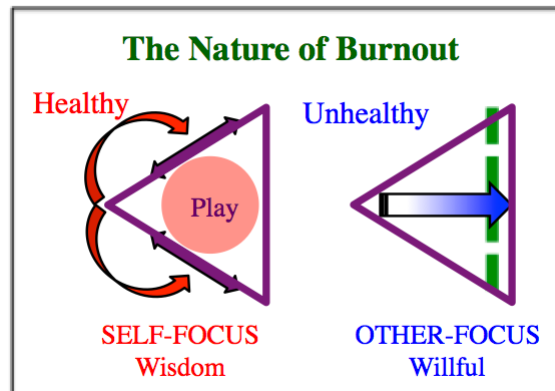 The Nature of Burnout
Healthy
Unhealthy
Play
SELF-FOCUS
Wisdom
OTHER-FOCUS
Willful